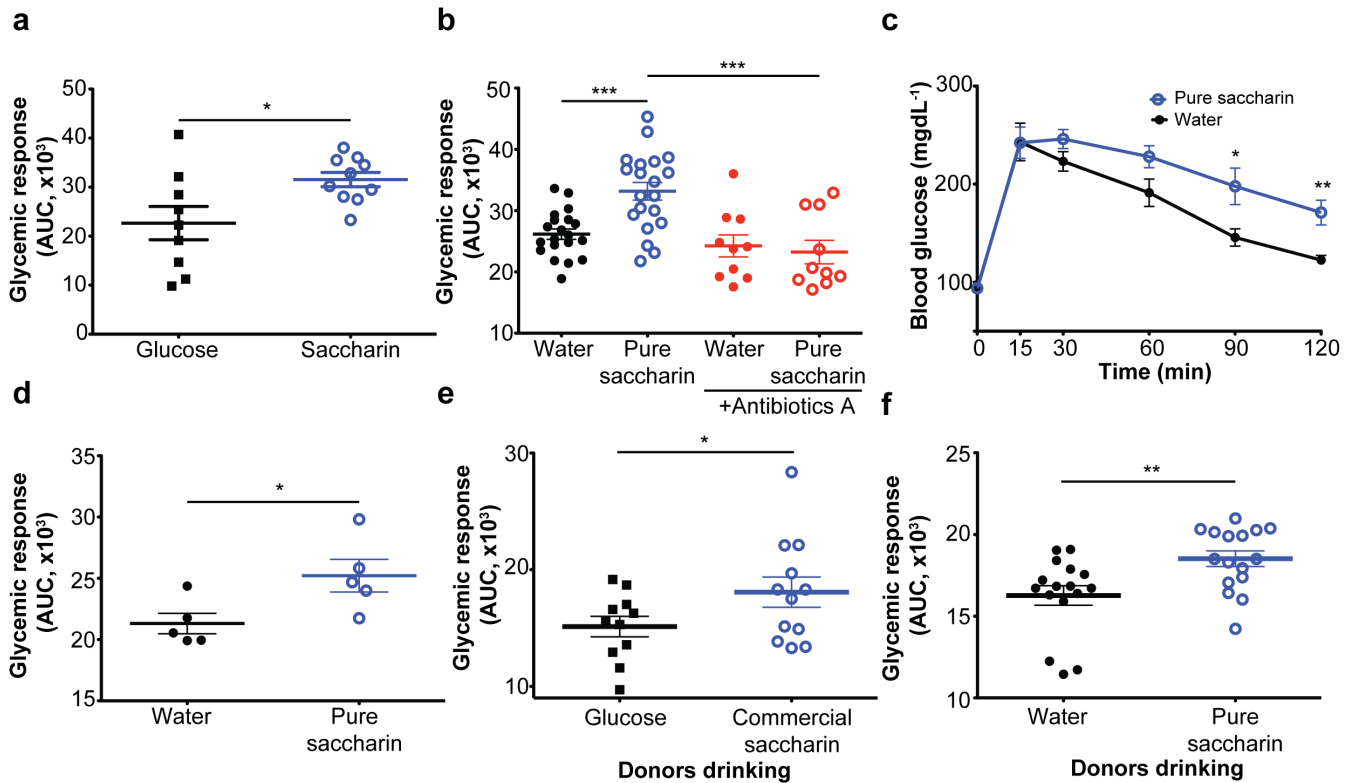 a
Glycemic response
(AUC, x10³)
50
40
30
20
10
0
*
Glucose
Saccharin
b
Glycemic response
(AUC, x10³)
50
40
30
20
10
***
***
Water
Pure
saccharin
Water
Pure
saccharin
+Antibiotics A
c
Blood glucose (mgdL⁻¹)
300
200
100
Pure saccharin
Water
*
**
0
15
30
60
90
120
Time (min)
d
Glycemic response
(AUC, x10³)
35
30
25
20
15
*
Water
Pure
saccharin
e
Glycemic response
(AUC, x10³)
30
20
10
*
Glucose
Commercial
saccharin
Donors drinking
f
Glycemic response
(AUC, x10³)
25
20
15
10
**
Water
Pure
saccharin
Donors drinking